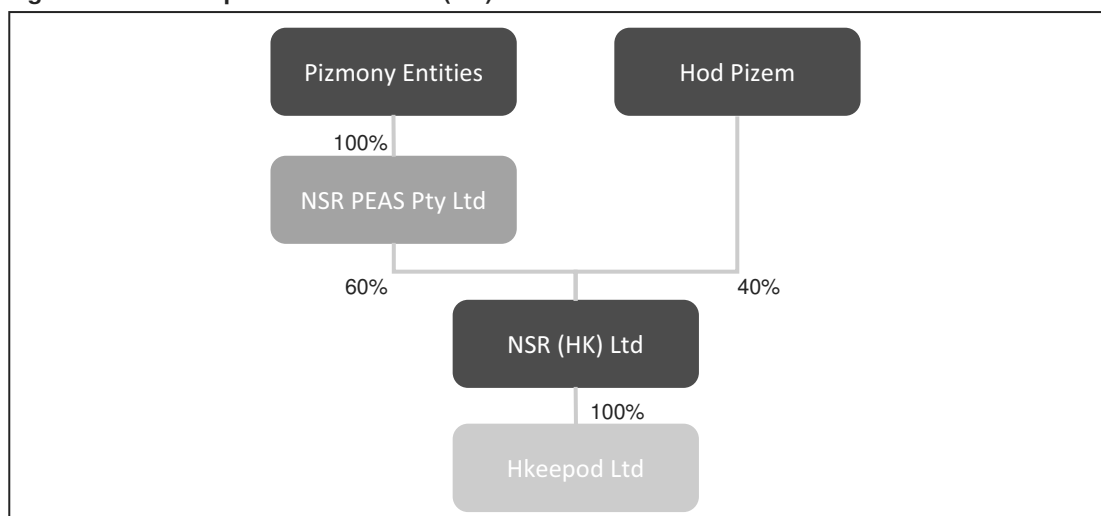 Pizmony Entities
Hod Pizem
100%
NSR PEAS Pty Ltd
60%
40%
NSR (HK) Ltd
100%
Hkeepod Ltd